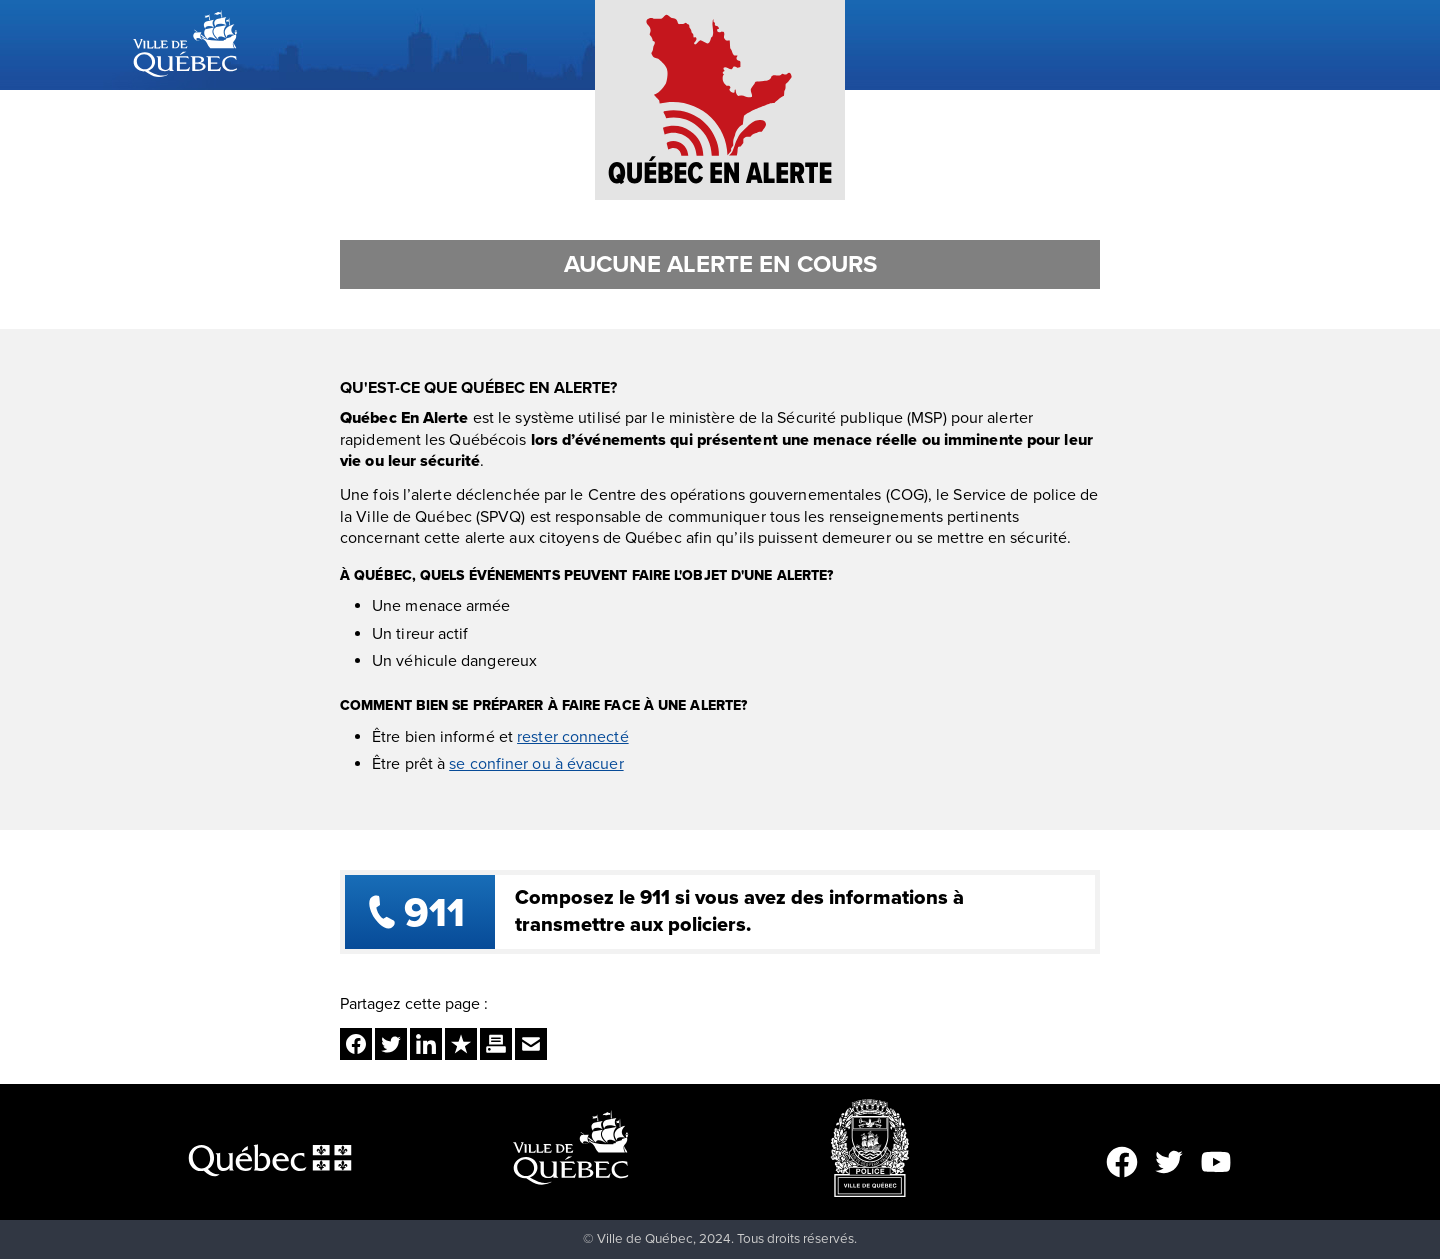 VILLE DE
QUÉBEC
QUÉBEC EN ALERTE
AUCUNE ALERTE EN COURS
QU'EST-CE QUE QUÉBEC EN ALERTE?
Québec En Alerte est le système utilisé par le ministère de la Sécurité publique (MSP) pour alerter
rapidement les Québécois lors d’événements qui présentent une menace réelle ou imminente pour leur
vie ou leur sécurité.
Une fois l’alerte déclenchée par le Centre des opérations gouvernementales (COG), le Service de police de
la Ville de Québec (SPVQ) est responsable de communiquer tous les renseignements pertinents
concernant cette alerte aux citoyens de Québec afin qu’ils puissent demeurer ou se mettre en sécurité.
À QUÉBEC, QUELS ÉVÉNEMENTS PEUVENT FAIRE L'OBJET D'UNE ALERTE?
• Une menace armée
• Un tireur actif
• Un véhicule dangereux
COMMENT BIEN SE PRÉPARER À FAIRE FACE À UNE ALERTE?
• Être bien informé et rester connecté
• Être prêt à se confiner ou à évacuer
911
Composez le 911 si vous avez des informations à
transmettre aux policiers.
Partagez cette page :
Québec
VILLE DE
QUÉBEC
POLICE
VILLE DE QUÉBEC
© Ville de Québec, 2024. Tous droits réservés.